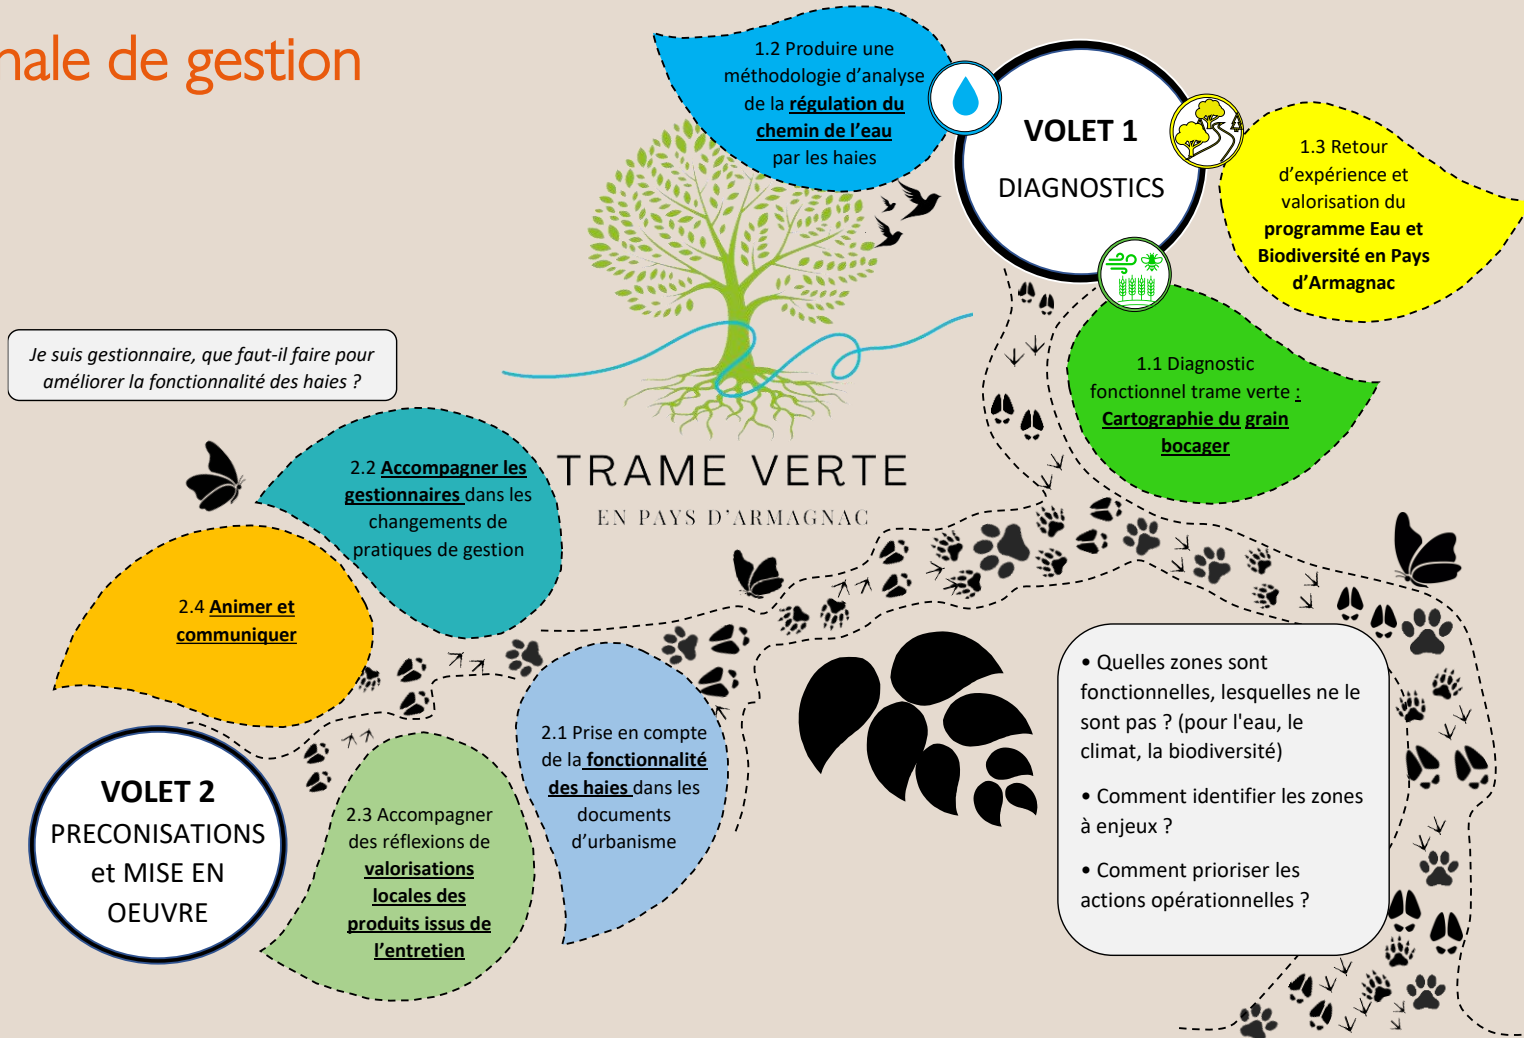 nale de gestion
1.2 Produire une
méthodologie d'analyse
de la régulation du
chemin de l'eau
par les haies
VOLET 1
DIAGNOSTICS
1.3 Retour
d'expérience et
valorisation du
programme Eau et
Biodiversité en Pays
d'Armagnac
1.1 Diagnostic
fonctionnel trame verte :
Cartographie du grain
bocager
Je suis gestionnaire, que faut-il faire pour
améliorer la fonctionnalité des haies ?
TRAME VERTE
EN PAYS D'ARMAGNAC
2.2 Accompagner les
gestionnaires dans les
changements de
pratiques de gestion
2.4 Animer et
communiquer
2.1 Prise en compte
de la fonctionnalité
des haies dans les
documents
d'urbanisme
2.3 Accompagner
des réflexions de
valorisations
locales des
produits issus de
l'entretien
VOLET 2
PRECONISATIONS
et MISE EN
OEUVRE
• Quelles zones sont
fonctionnelles, lesquelles ne le
sont pas ? (pour l'eau, le
climat, la biodiversité)
• Comment identifier les zones
à enjeux ?
• Comment prioriser les
actions opérationnelles ?